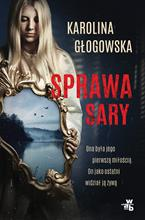 KAROLINA
GŁOGOWSKA
SPRAWA
SARY
Ona była jego
pierwszą miłością.
On jako ostatni
widział ją żywą